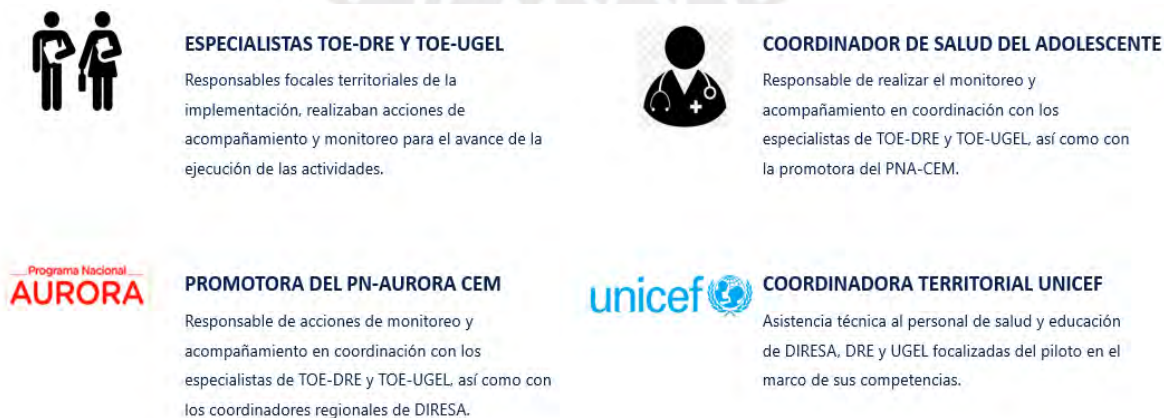 ESPECIALISTAS TOE-DRE Y TOE-UGEL
Responsables focales territoriales de la
implementación, realizaban acciones de
acompañamiento y monitoreo para el avance de la
ejecución de las actividades.
COORDINADOR DE SALUD DEL ADOLESCENTE
Responsable de realizar el monitoreo y
acompañamiento en coordinación con los
especialistas de TOE-DRE y TOE-UGEL, así como con
la promotora del PNA-CEM.
Programa Nacional
AURORA
PROMOTORA DEL PN-AURORA CEM
Responsable de acciones de monitoreo y
acompañamiento en coordinación con los
especialistas de TOE-DRE y TOE-UGEL, así como con
los coordinadores regionales de DIRESA.
unicef
COORDINADORA TERRITORIAL UNICEF
Asistencia técnica al personal de salud y educación
de DIRESA, DRE y UGEL focalizadas del piloto en el
marco de sus competencias.